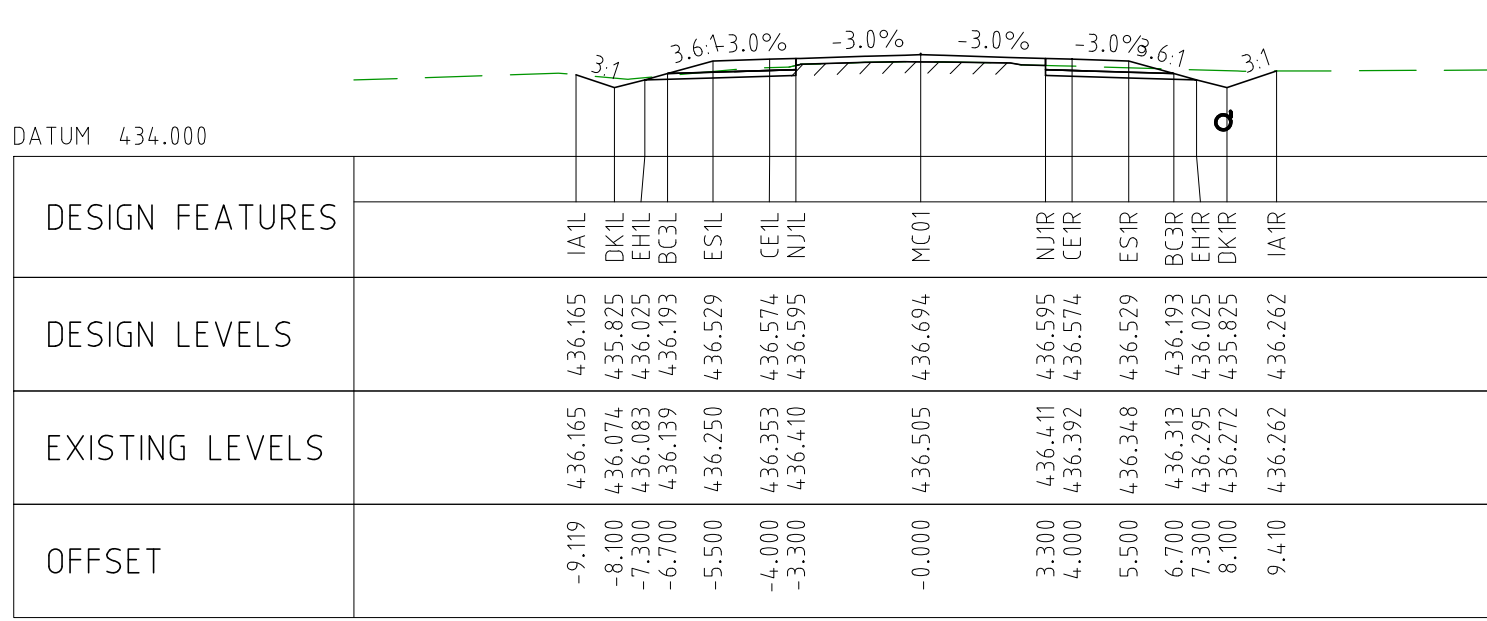 3:1 3.6:1 -3.0% -3.0% -3.0% -3.0% 3.6:1 3:1
DATUM 434.000
DESIGN FEATURES IA1L DK1L EH1L BC3L ES1L CE1L NJ1L MC01 NJ1R CE1R ES1R BC3R EH1R DK1R IA1R
DESIGN LEVELS 436.165 435.825 436.025 436.193 436.529 436.574 436.595 436.694 436.595 436.574 436.529 436.193 436.025 435.825 436.262
EXISTING LEVELS 436.165 436.074 436.083 436.139 436.250 436.353 436.410 436.505 436.411 436.392 436.348 436.313 436.295 436.272 436.262
OFFSET -9.119 -8.100 -7.300 -6.700 -5.500 -4.000 -3.300 -0.000 3.300 4.000 5.500 6.700 7.300 8.100 9.410